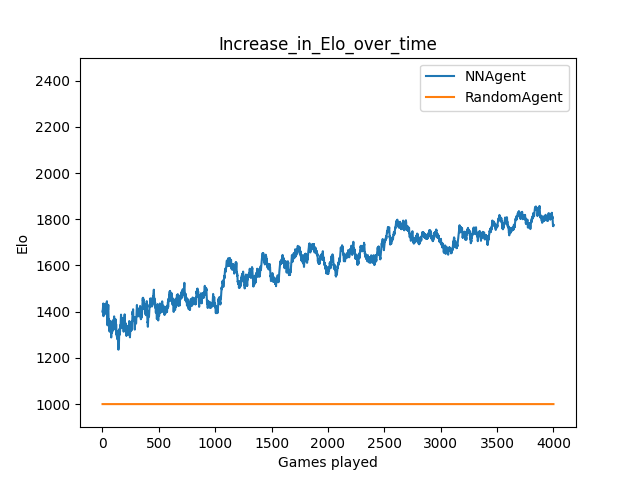 Increase_in_Elo_over_time
NNAgent
RandomAgent
2400
2200
2000
1800
1600
1400
1200
1000
Elo
0 500 1000 1500 2000 2500 3000 3500 4000
Games played